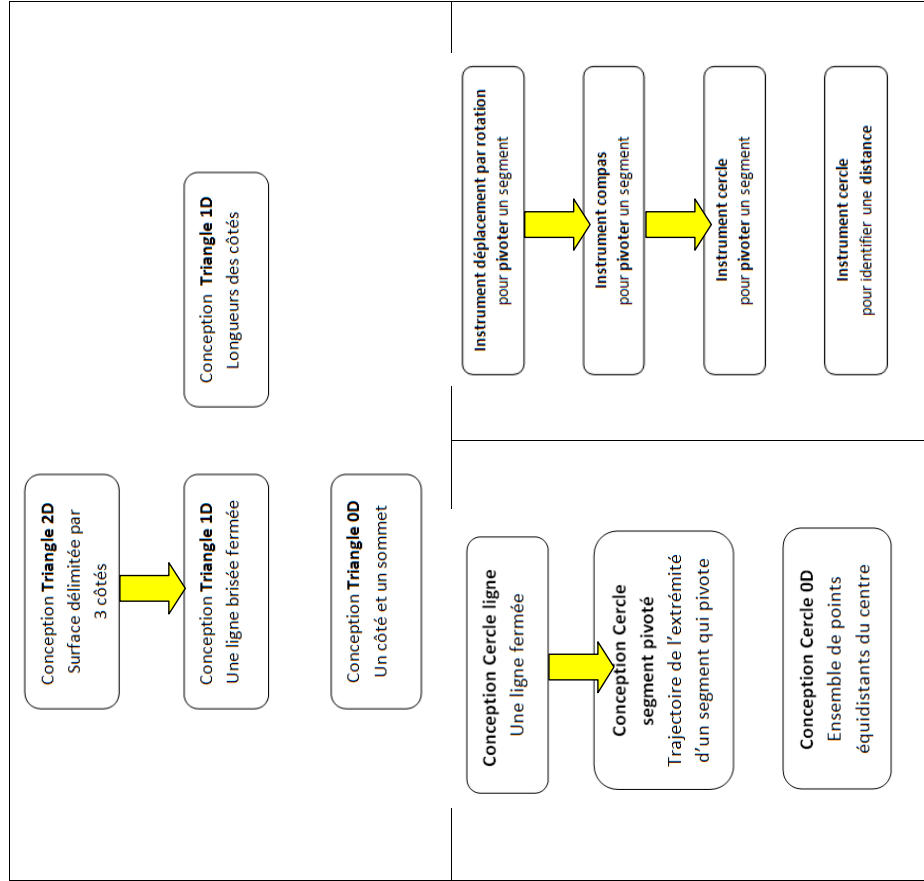 Conception Triangle 2D
Surface délimitée par
3 côtés
Conception Triangle 1D
Une ligne brisée fermée
Conception Triangle 1D
Longueurs des côtés
Conception Triangle 0D
Un côté et un sommet
Conception Cercle ligne
Une ligne fermée
Conception Cercle
segment pivoté
Trajectoire de l'extrémité
d'un segment qui pivote
Conception Cercle 0D
Ensemble de points
équidistants du centre
Instrument déplacement par rotation
pour pivoter un segment
Instrument compas
pour pivoter un segment
Instrument cercle
pour pivoter un segment
Instrument cercle
pour identifier une distance